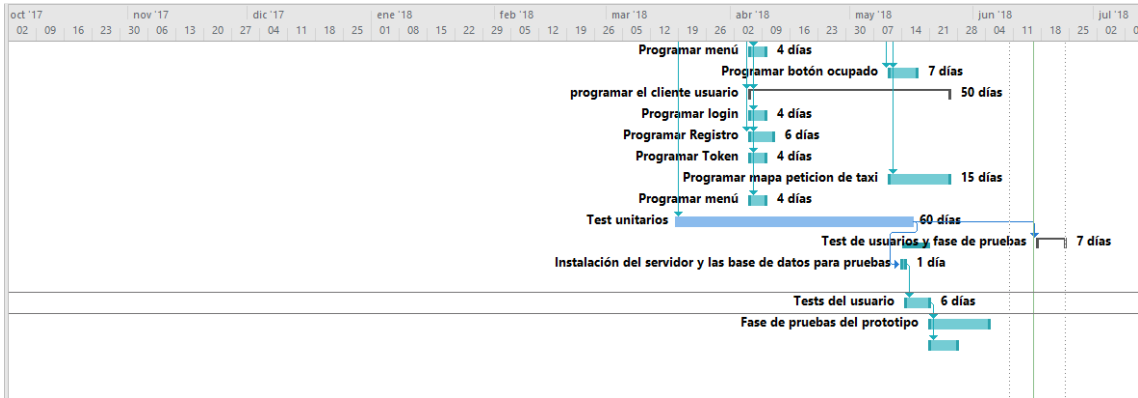 oct '17 nov '17 dic '17 ene '18 feb '18 mar '18 abr '18 may '18 jun '18 jul '18
02 09 16 23 30 06 13 20 27 04 11 18 25 01 08 15 22 29 05 12 19 26 05 12 19 26 02 09 16 23 30 07 14 21 28 04 11 18 25 02
Programar menú 4 días
Programar botón ocupado 7 días
programar el cliente usuario 50 días
Programar login 4 días
Programar Registro 6 días
Programar Token 4 días
Programar mapa peticion de taxi 15 días
Programar menú 4 días
Test unitarios 60 días
Test de usuarios y fase de pruebas 7 días
Instalación del servidor y las base de datos para pruebas 1 día
Tests del usuario 6 días
Fase de pruebas del prototipo